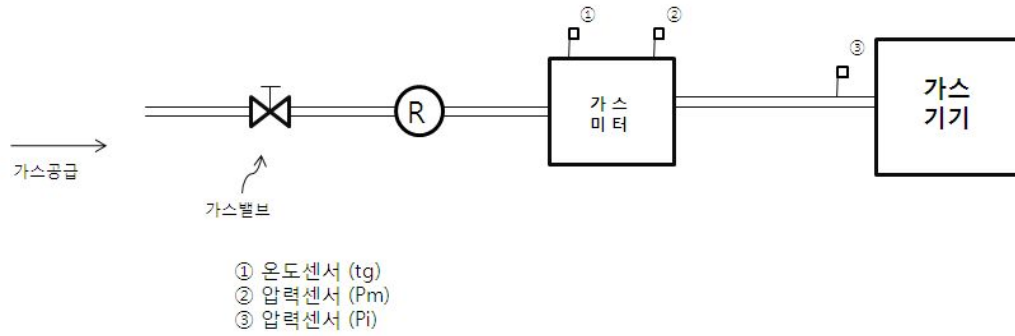 ①
②
③
R
가 스
미 터
가스
기기
가스공급
가스밸브
① 온도센서 (tg)
② 압력센서 (Pm)
③ 압력센서 (Pi)